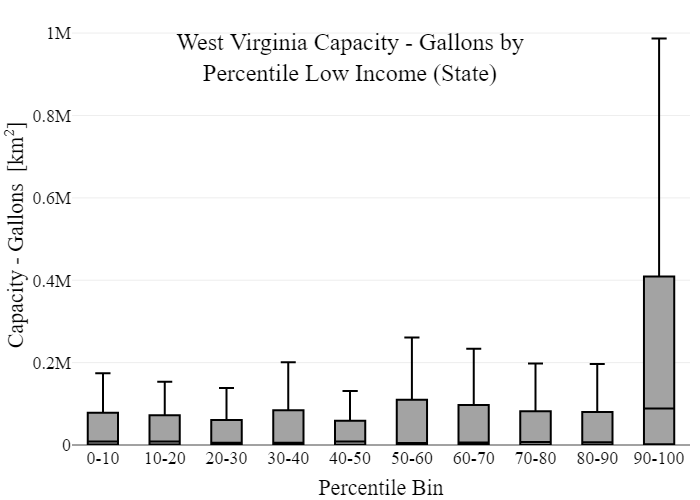 West Virginia Capacity - Gallons by
Percentile Low Income (State)
Capacity - Gallons [km²]
1M
0.8M
0.6M
0.4M
0.2M
0
0-10 10-20 20-30 30-40 40-50 50-60 60-70 70-80 80-90 90-100
Percentile Bin